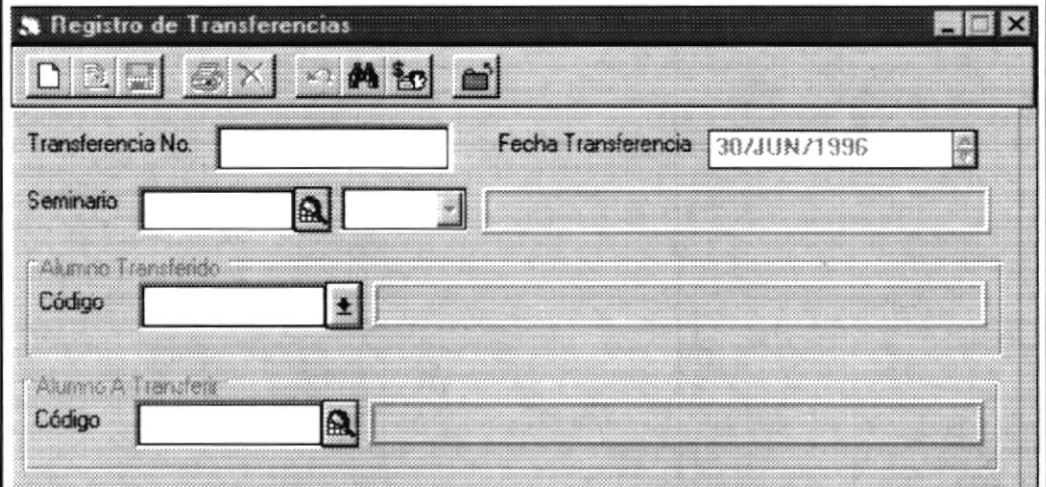 Registro de Transferencias
Transferencia No. Fecha Transferencia 30/JUN/1996
Seminario
Alumno Transferido
Código
Alumno A Transferir
Código